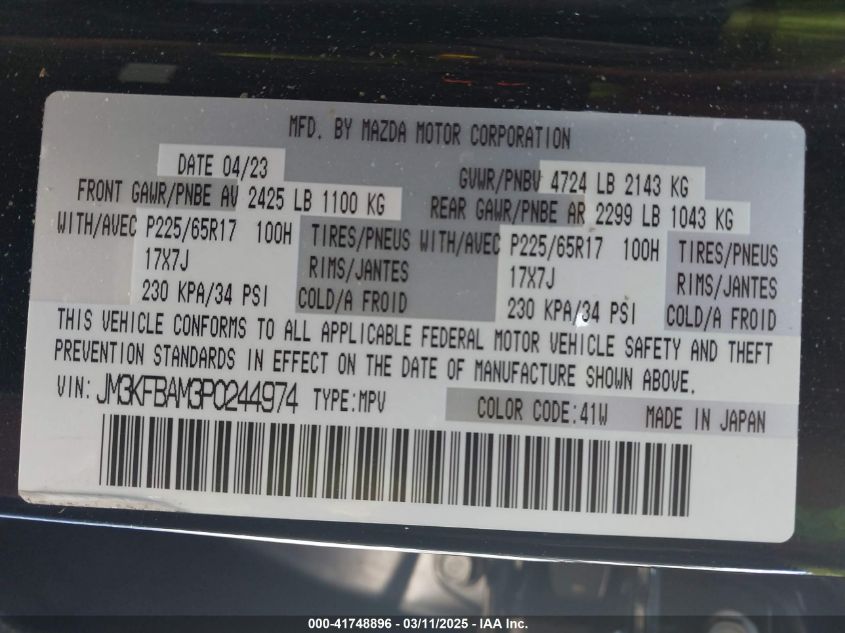 MFD. BY MAZDA MOTOR CORPORATION
DATE 04/23 GVWR/PNBV 4724 LB 2143 KG
FRONT GAWR/PNBE AV 2425 LB 1100 KG REAR GAWR/PNBE AR 2299 LB 1043 KG
WITH/AVEC P225/65R17 100H TIRES/PNEUS WITH/AVEC P225/65R17 100H TIRES/PNEUS
17X7J RIMS/JANTES 17X7J RIMS/JANTES
230 KPA/34 PSI COLD/A FROID 230 KPA/34 PSI COLD/A FROID
THIS VEHICLE CONFORMS TO ALL APPLICABLE FEDERAL MOTOR VEHICLE SAFETY AND THEFT
PREVENTION STANDARDS IN EFFECT ON THE DATE OF MANUFACTURE SHOWN ABOVE.
VIN: JM3KFBAM3P0244974 TYPE:MPV COLOR CODE:41W MADE IN JAPAN
000-41748896 - 03/11/2025 - IAA Inc.